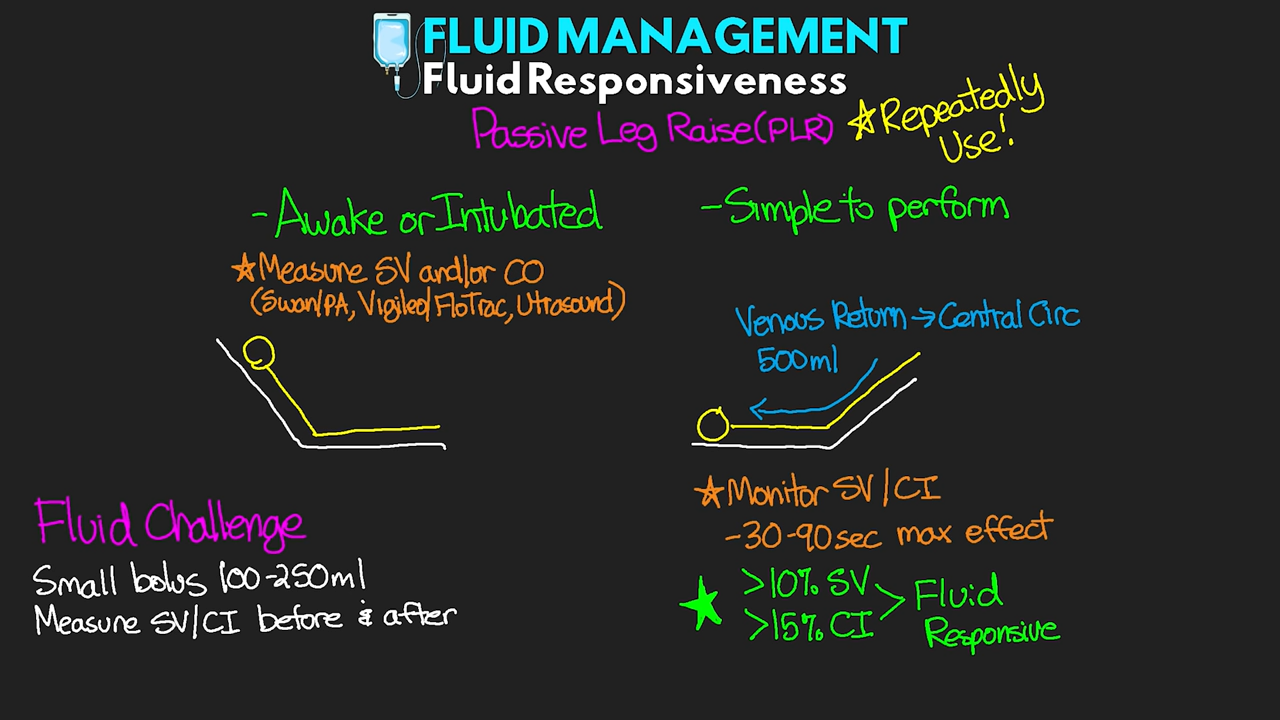 FLUID MANAGEMENT
Fluid Responsiveness
Passive Leg Raise (PLR)
☆ Repeatedly
Use!
- Awake or Intubated
☆ Measure SV and/or CO
(Swan/PA, Vigileo/FloTrac, Utrasound)
- Simple to perform
Venous Return → Central Circ
500ml
☆ Monitor SV/CI
- 30-90sec max effect
★ >10% SV > Fluid
>15% CI Responsive
Fluid Challenge
Small bolus 100-250ml
Measure SV/CI before & after